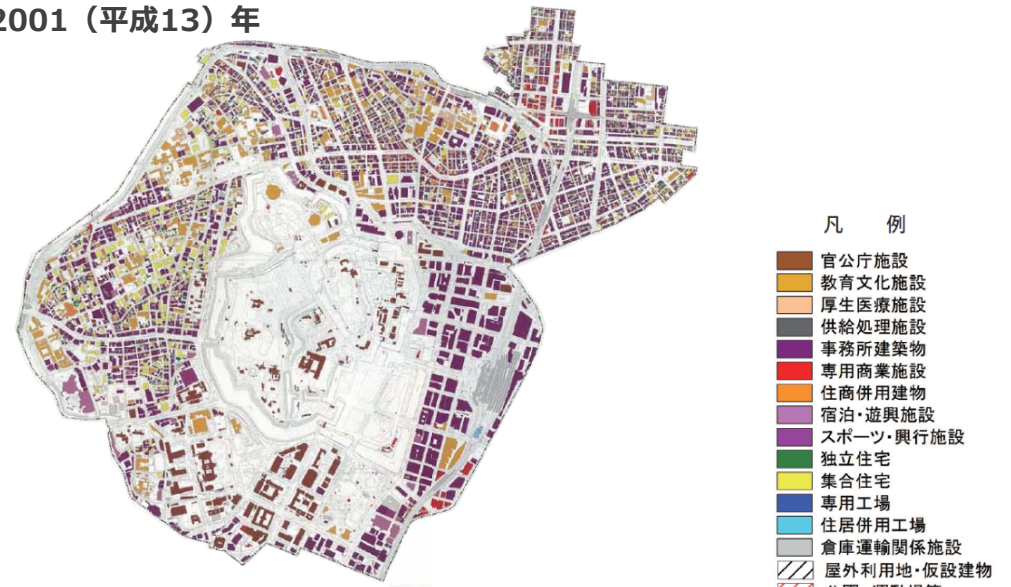 2001（平成13）年
凡　例
官公庁施設
教育文化施設
厚生医療施設
供給処理施設
事務所建築物
専用商業施設
住商併用建物
宿泊・遊興施設
スポーツ・興行施設
独立住宅
集合住宅
専用工場
住居併用工場
倉庫運輸関係施設
屋外利用地・仮設建物